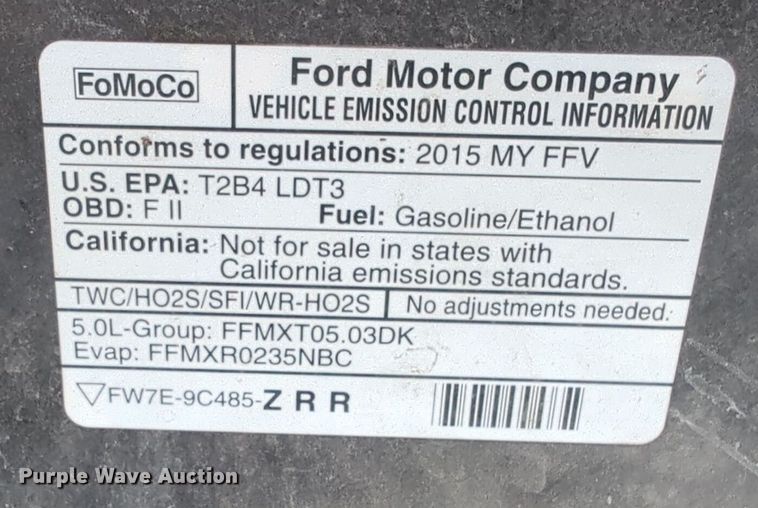 FoMoCo
Ford Motor Company
VEHICLE EMISSION CONTROL INFORMATION
Conforms to regulations: 2015 MY FFV
U.S. EPA: T2B4 LDT3
OBD: F II Fuel: Gasoline/Ethanol
California: Not for sale in states with
California emissions standards.
TWC/HO2S/SFI/WR-HO2S No adjustments needed.
5.0L-Group: FFMXT05.03DK
Evap: FFMXR0235NBC
FW7E-9C485-Z R R
Purple Wave Auction